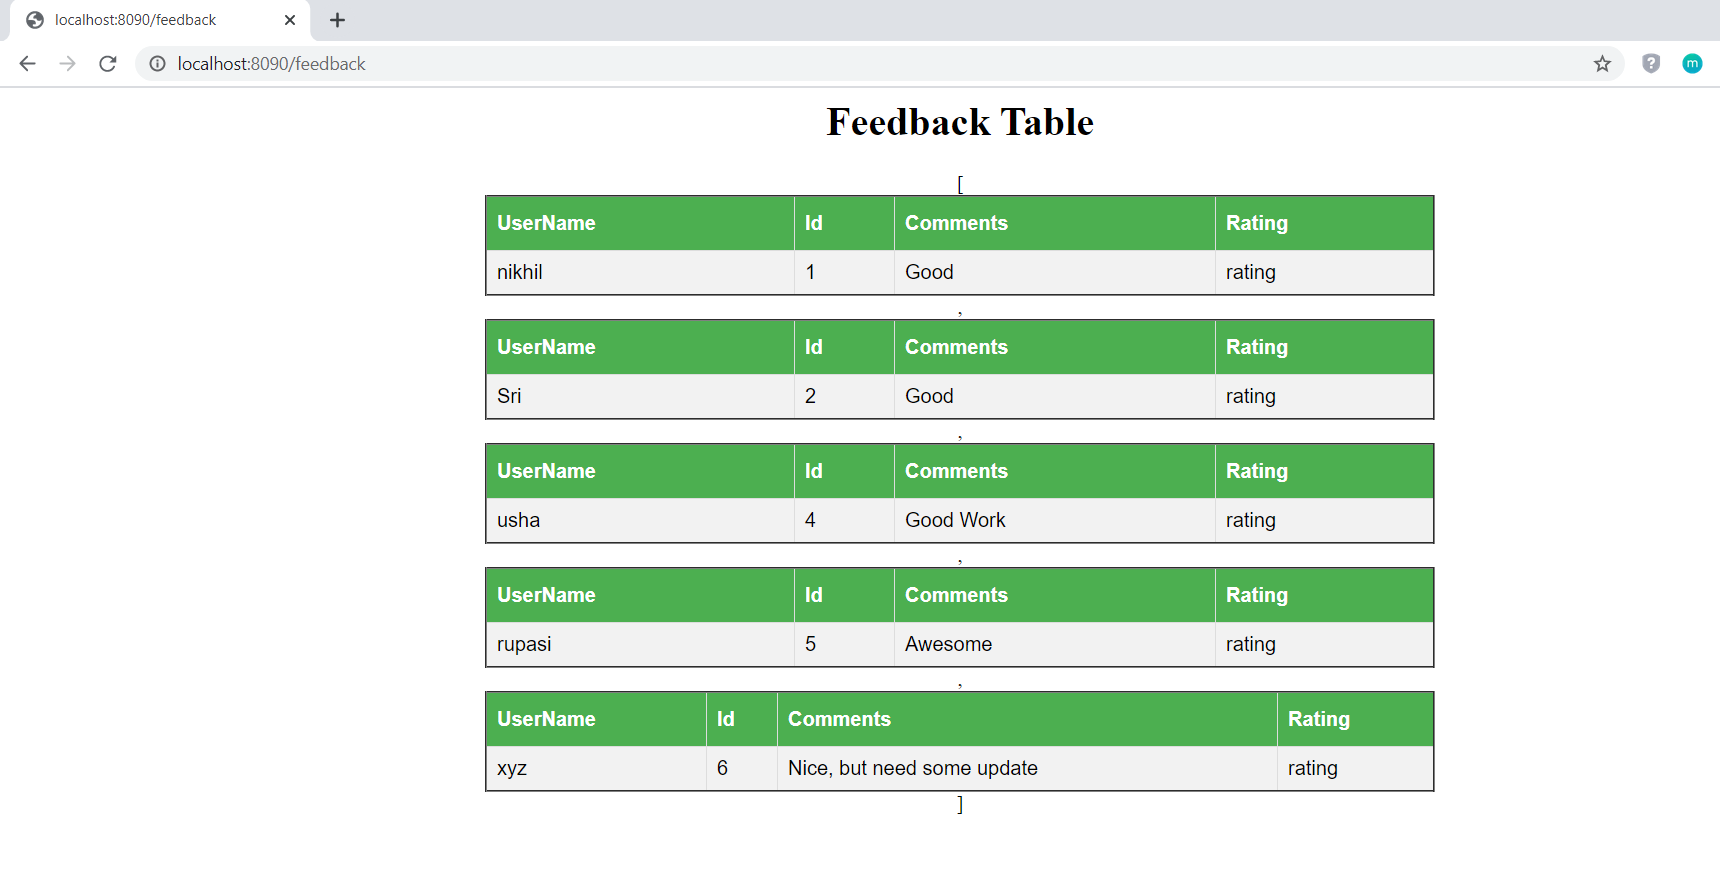 localhost:8090/feedback
localhost:8090/feedback
m
Feedback Table
[
UserName Id Comments Rating
nikhil 1 Good rating
,
UserName Id Comments Rating
Sri 2 Good rating
,
UserName Id Comments Rating
usha 4 Good Work rating
,
UserName Id Comments Rating
rupasi 5 Awesome rating
,
UserName Id Comments Rating
xyz 6 Nice, but need some update rating
]